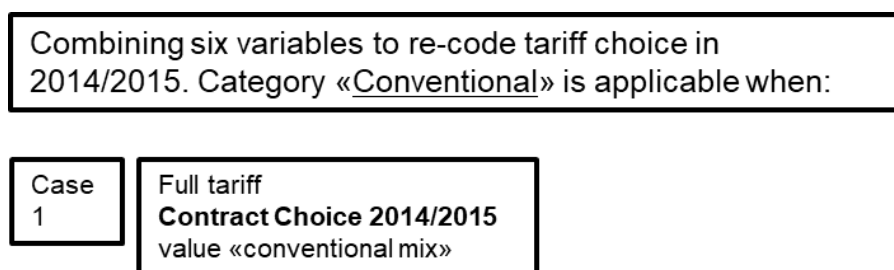 Combining six variables to re-code tariff choice in
2014/2015. Category «Conventional» is applicable when:
Case
1
Full tariff
Contract Choice 2014/2015
value «conventional mix»